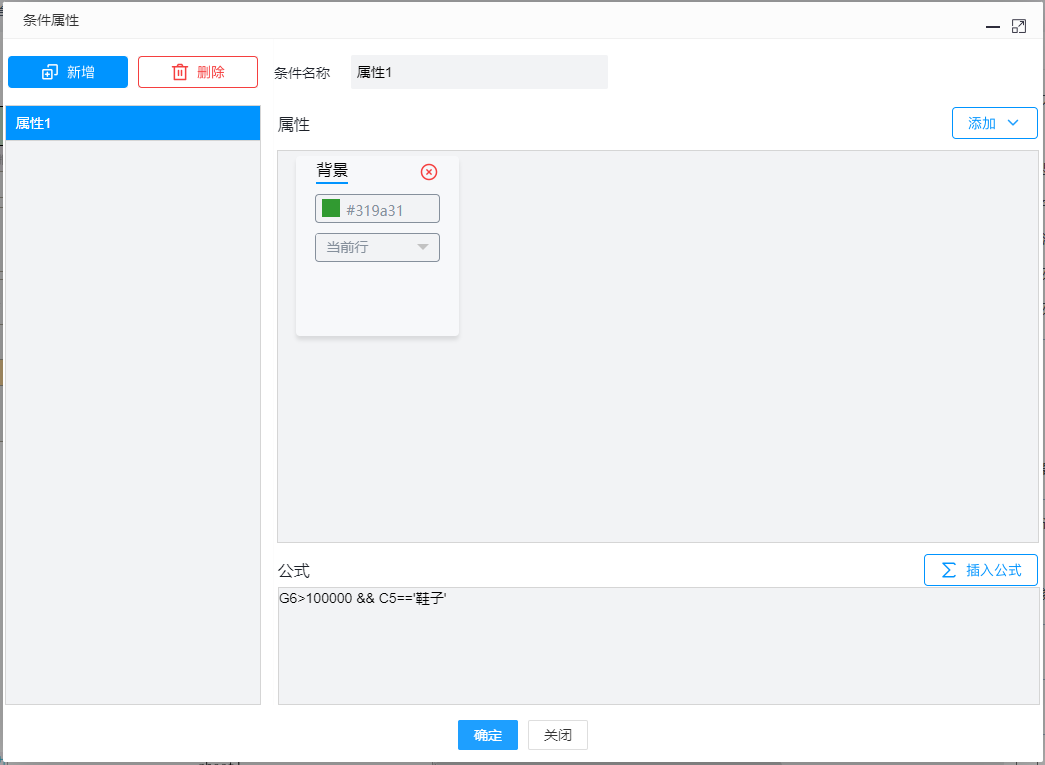 条件属性
新增
删除
条件名称
属性1
属性1
属性
添加
背景
#319a31
当前行
公式
插入公式
G6>100000 && C5=='鞋子'
确定
关闭